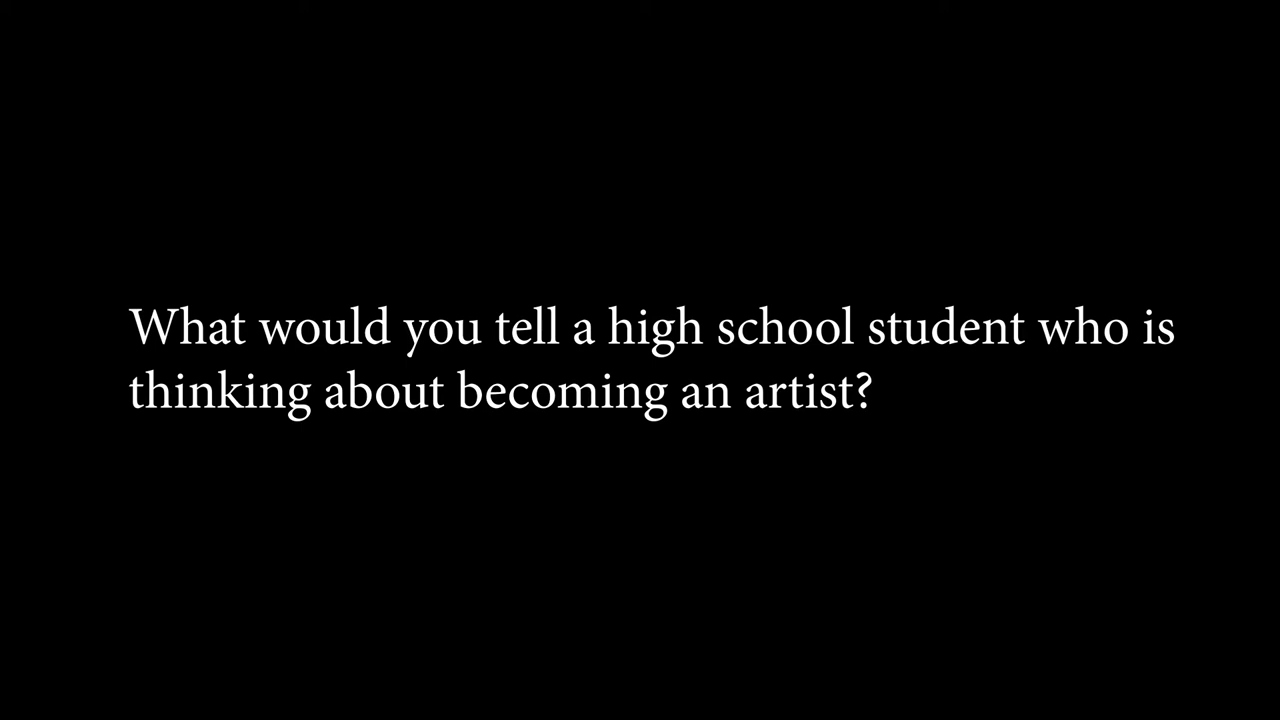 What would you tell a high school student who is
thinking about becoming an artist?